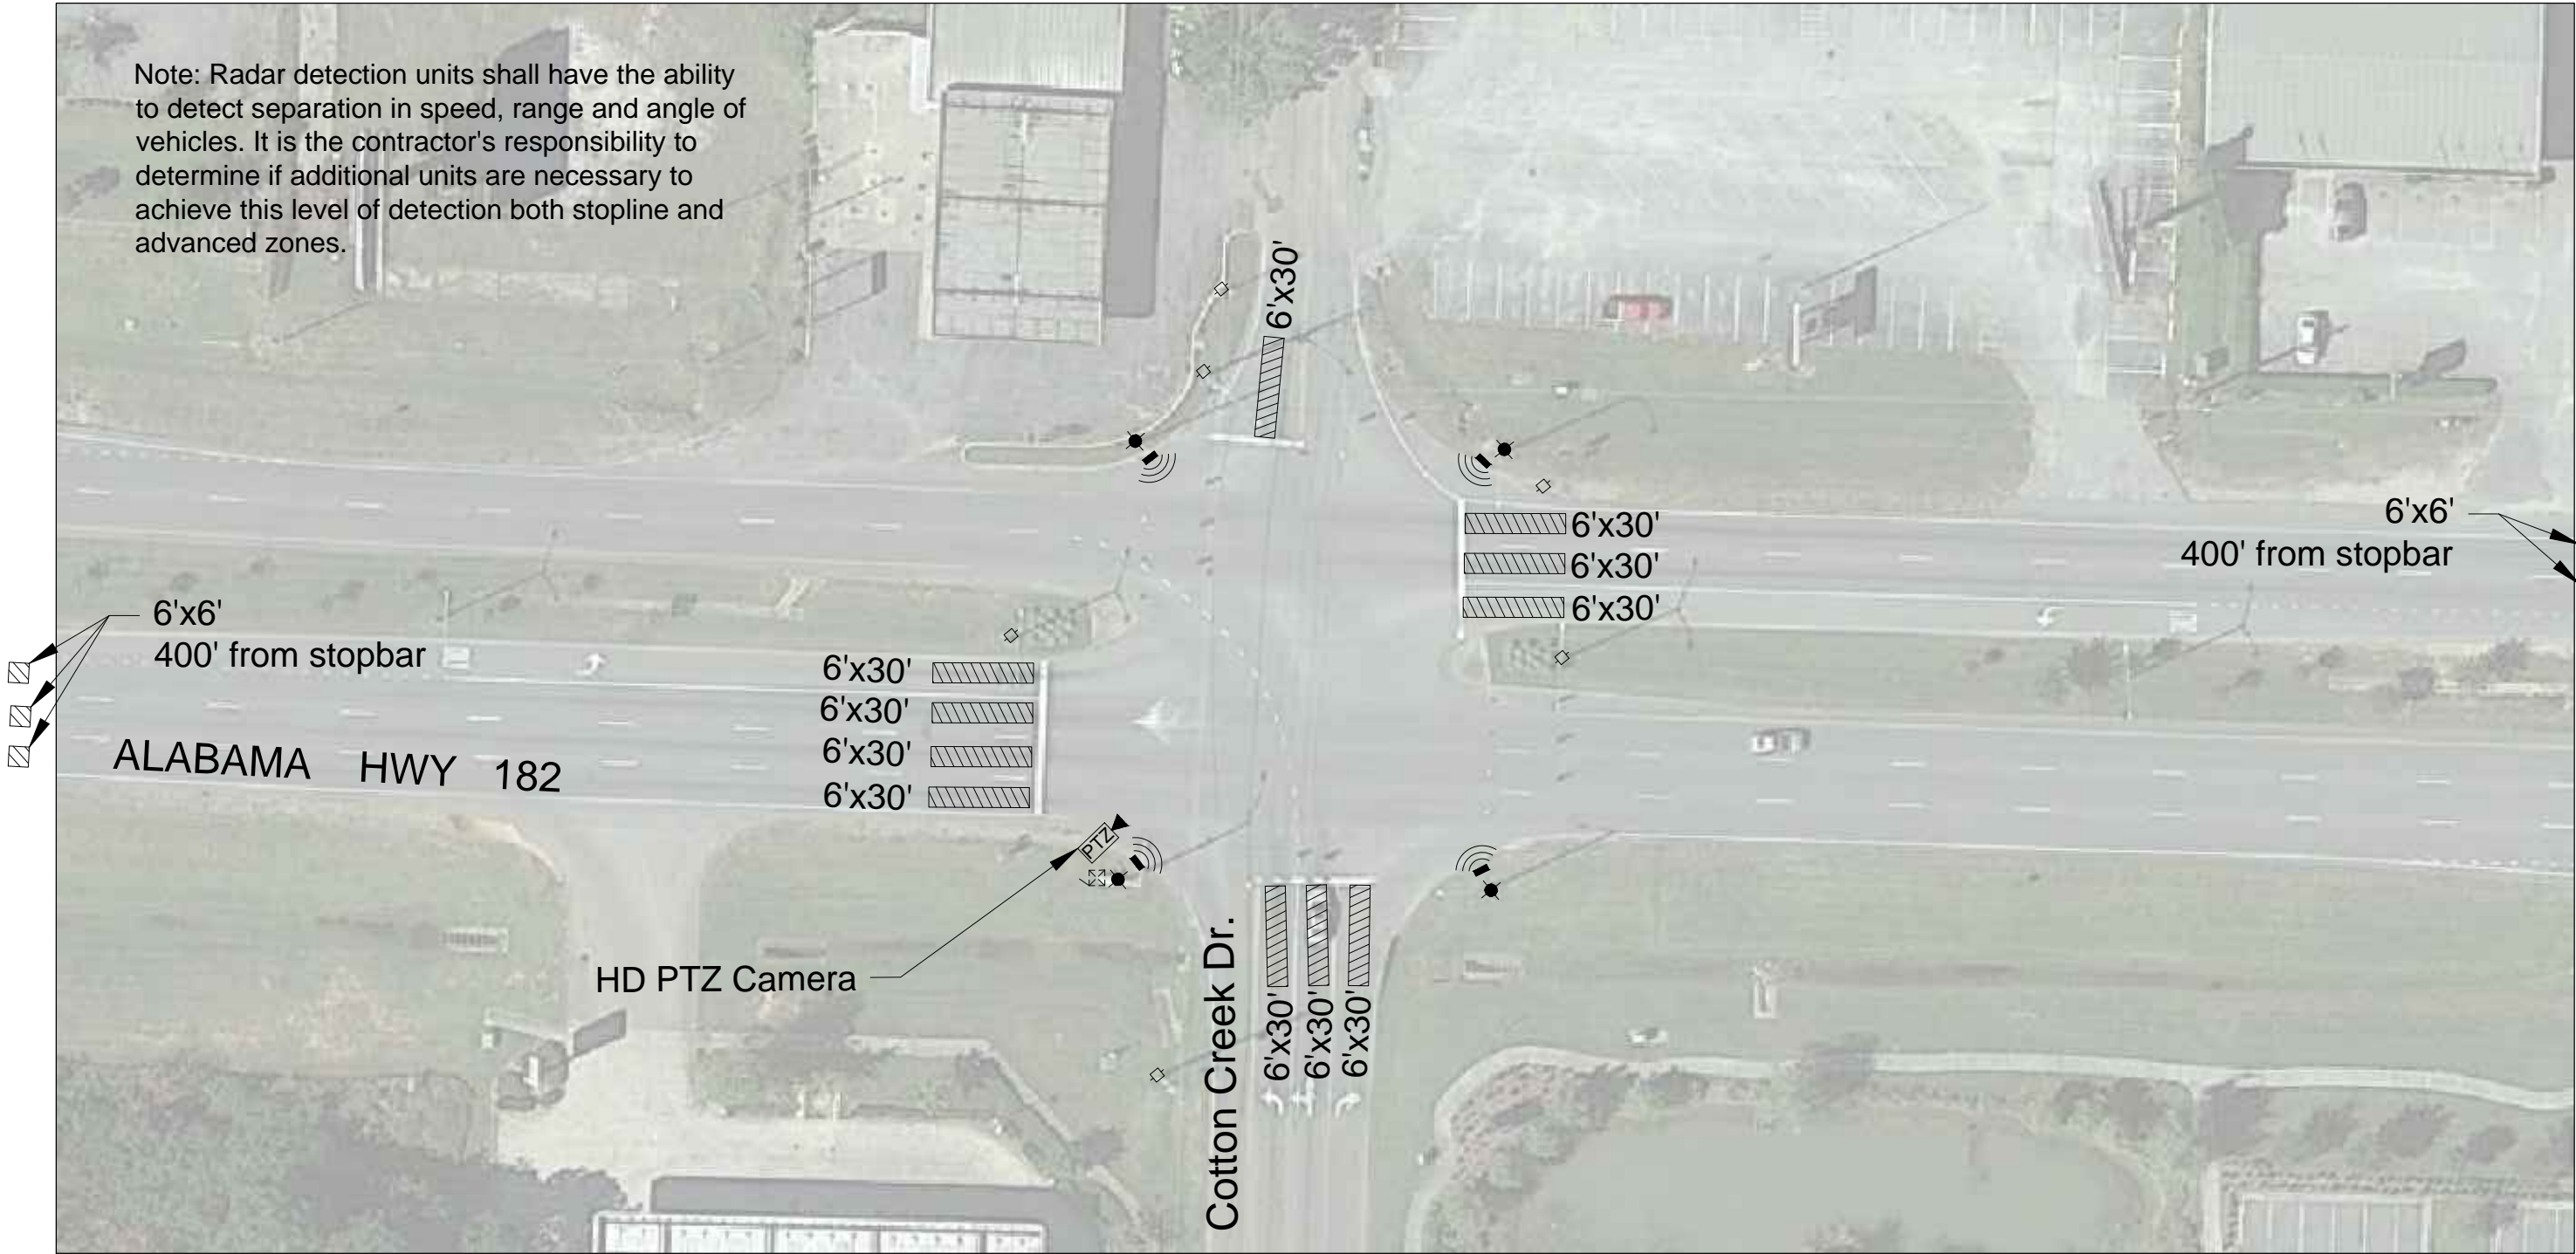 Note: Radar detection units shall have the ability
to detect separation in speed, range and angle of
vehicles. It is the contractor's responsibility to
determine if additional units are necessary to
achieve this level of detection both stopline and
advanced zones.
6'x30'
6'x30'
6'x30'
6'x30'
6'x6'
400' from stopbar
6'x6'
400' from stopbar
6'x30'
6'x30'
6'x30'
6'x30'
ALABAMA HWY 182
PTZ
HD PTZ Camera
Cotton Creek Dr.
6'x30'
6'x30'
6'x30'